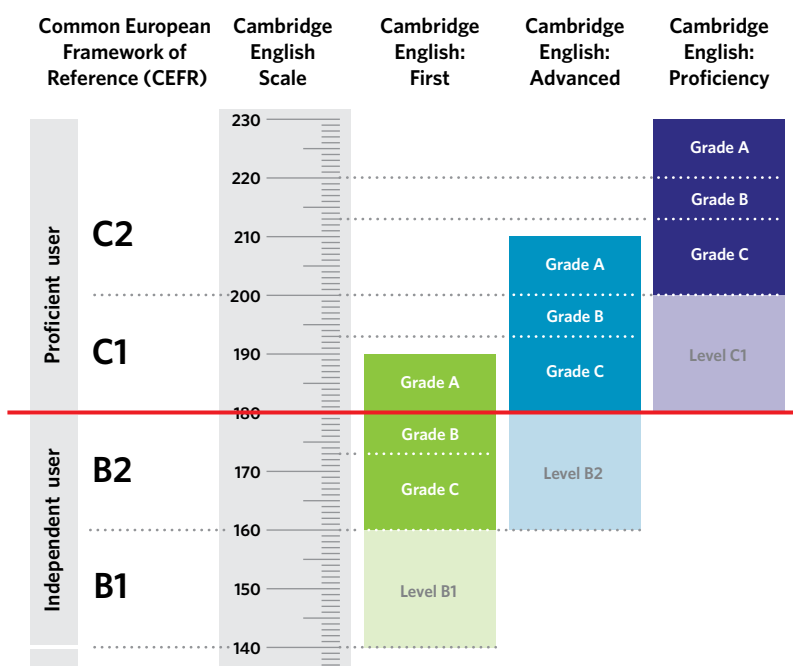 Common European
Framework of
Reference (CEFR)
Cambridge
English
Scale
Cambridge
English:
First
Cambridge
English:
Advanced
Cambridge
English:
Proficiency
230
220
210
200
190
180
170
160
150
140
Proficient user
Independent user
C2
C1
B2
B1
Grade A
Grade B
Grade C
Level B1
Grade A
Grade B
Grade C
Level B2
Grade A
Grade B
Grade C
Level C1